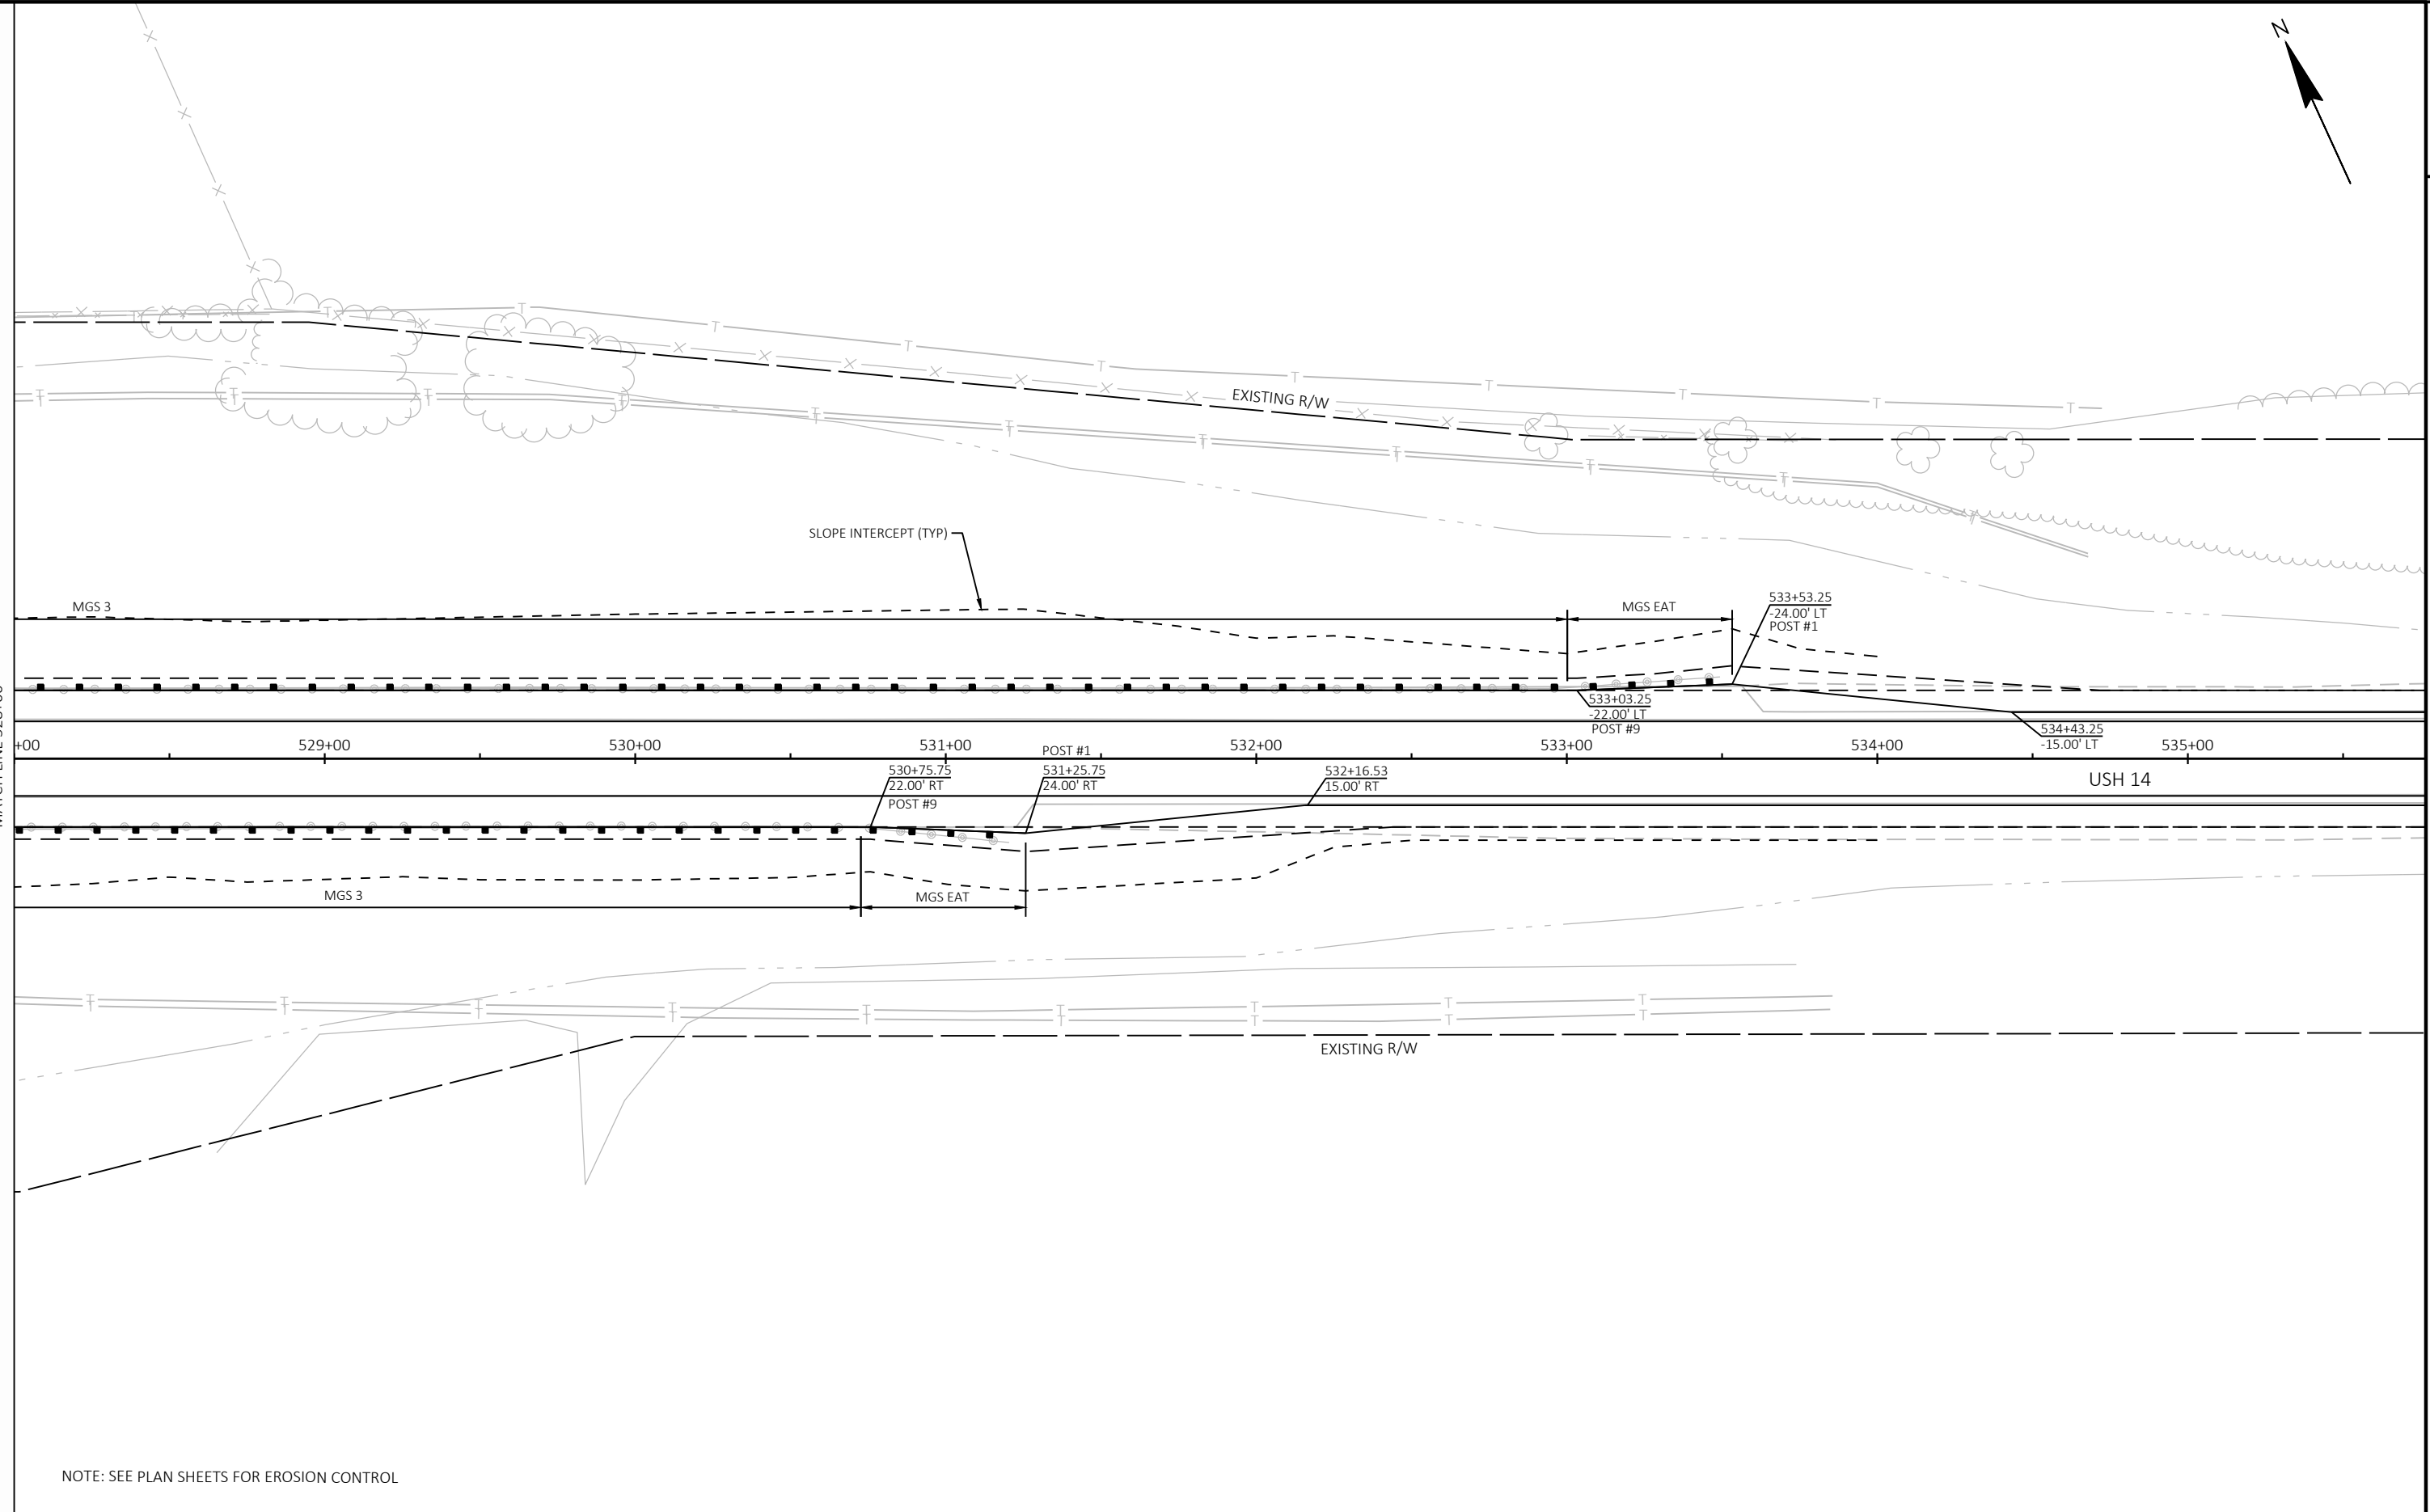 N
EXISTING R/W
SLOPE INTERCEPT (TYP)
MGS 3
MGS EAT
533+53.25
-24.00' LT
POST #1
533+03.25
-22.00' LT
POST #9
534+43.25
-15.00' LT
+00
529+00
530+00
531+00
532+00
533+00
534+00
535+00
USH 14
530+75.75
22.00' RT
POST #9
POST #1
531+25.75
24.00' RT
532+16.53
15.00' RT
MGS 3
MGS EAT
EXISTING R/W
NOTE: SEE PLAN SHEETS FOR EROSION CONTROL